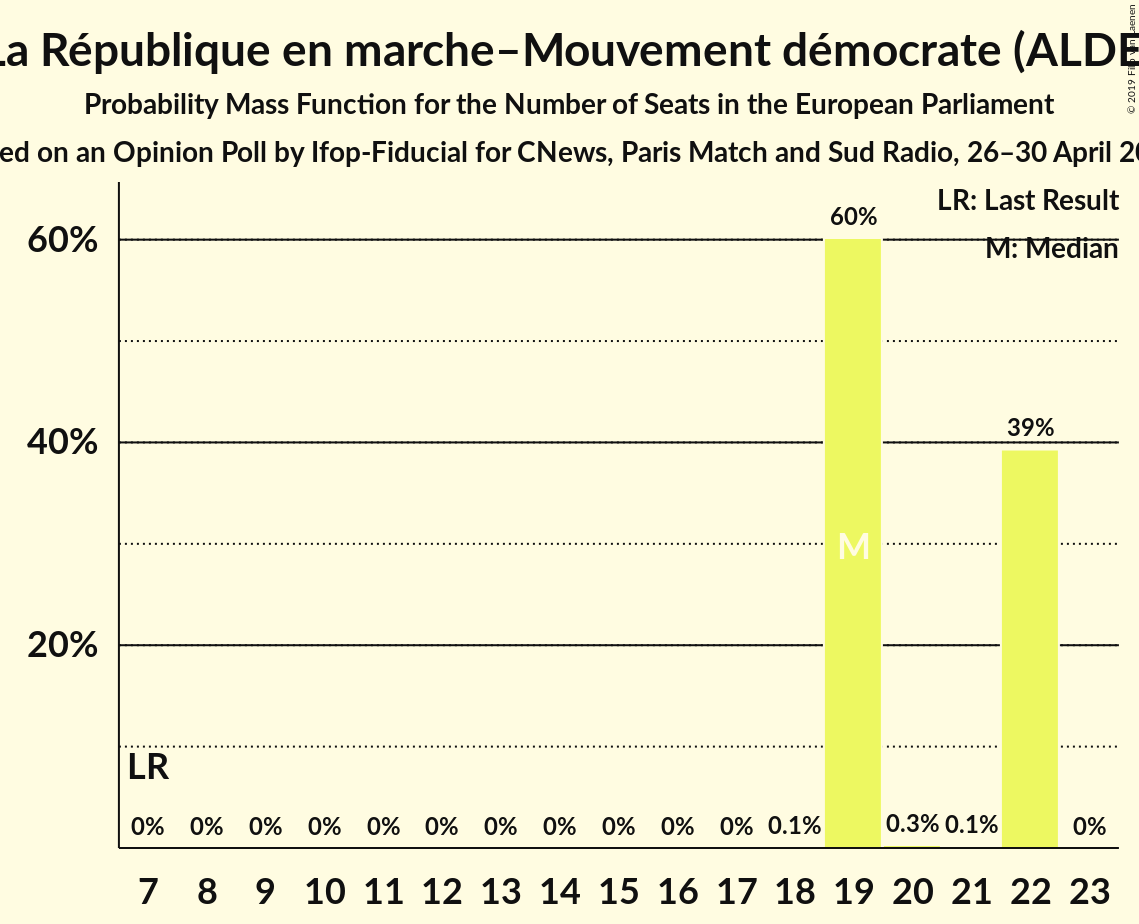 La République en marche–Mouvement démocrate (ALDE
Probability Mass Function for the Number of Seats in the European Parliament
ed on an Opinion Poll by Ifop-Fiducial for CNews, Paris Match and Sud Radio, 26–30 April 20
© 2019
LR: Last Result
M: Median
60%
40%
20%
60%
39%
M
LR
0% 0% 0% 0% 0% 0% 0% 0% 0% 0% 0% 0.1% 0.3% 0.1% 0%
7 8 9 10 11 12 13 14 15 16 17 18 19 20 21 22 23